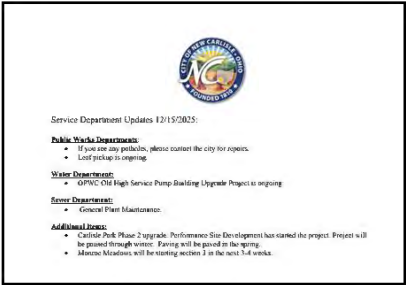 CITY OF NEW CARLISLE, OHIO
NC
FOUNDED 1810
Service Department Updates 12/15/2025:
Public Works Departments:
If you see any potholes, please contact the city for repairs.
Leaf pickup is ongoing.
Water Department:
OPWC Old High Service Pump Building Upgrade Project is ongoing
Sewer Department:
General Plant Maintenance.
Additional Items:
Carlisle Park Phase 2 upgrade. Performance Site Development has started the project. Project will
be paused through winter. Paving will be paved in the spring.
Monroe Meadows will be starting section 3 in the next 3-4 weeks.